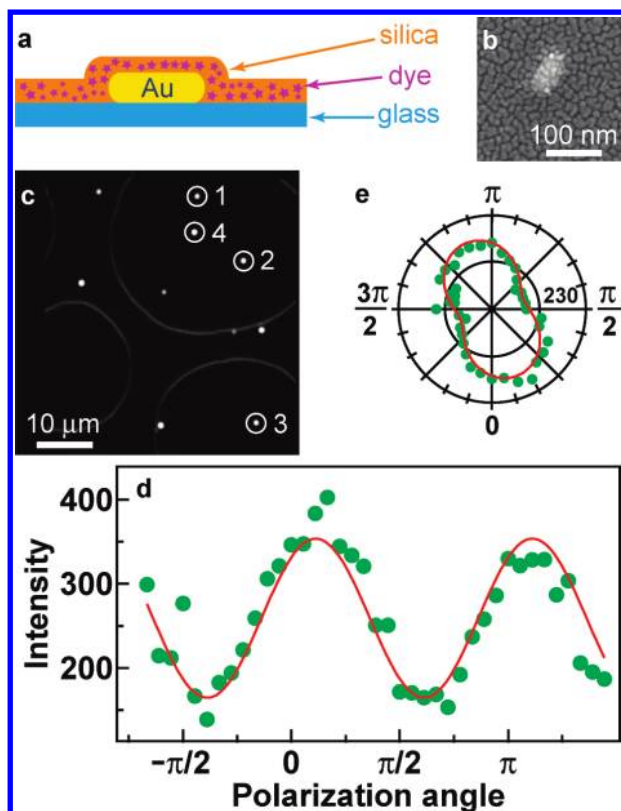 a
silica
dye
glass
Au
b
100 nm
c
1
4
2
3
10 μm
e
π
3π
2
230
π
2
0
d
400
300
200
Intensity
−π/2
0
π/2
π
Polarization angle